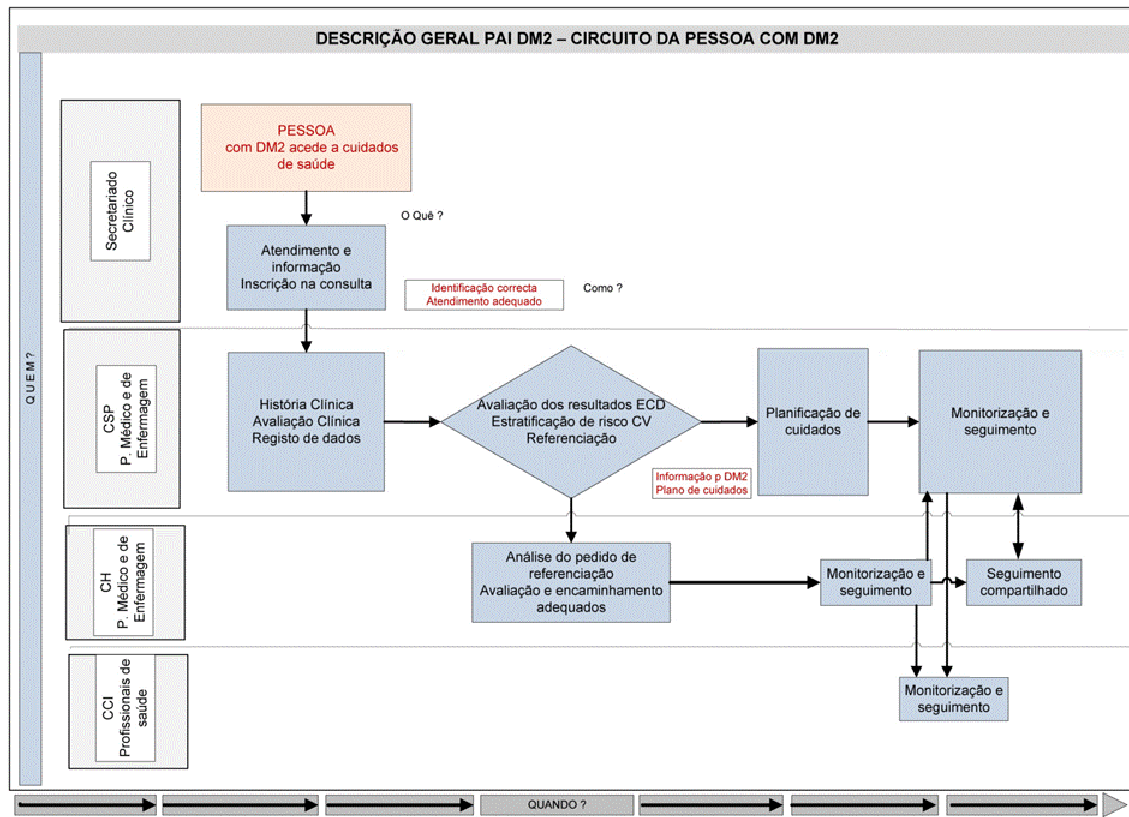 DESCRIÇÃO GERAL PAI DM2 – CIRCUITO DA PESSOA COM DM2
QUEM?
Secretariado
Clínico
PESSOA
com DM2 acede a cuidados
de saúde
O Quê ?
Atendimento e
informação
Inscrição na consulta
Identificação correcta
Atendimento adequado
Como ?
CSP
P. Médico e de
Enfermagem
História Clínica
Avaliação Clínica
Registo de dados
Avaliação dos resultados ECD
Estratificação de risco CV
Referenciação
Informação p DM2
Plano de cuidados
Planificação de
cuidados
Monitorização e
seguimento
CH
P. Médico e de
Enfermagem
Análise do pedido de
referenciação
Avaliação e encaminhamento
adequados
Monitorização e
seguimento
Seguimento
compartilhado
CCI
Profissionais de
saúde
Monitorização e
seguimento
QUANDO ?